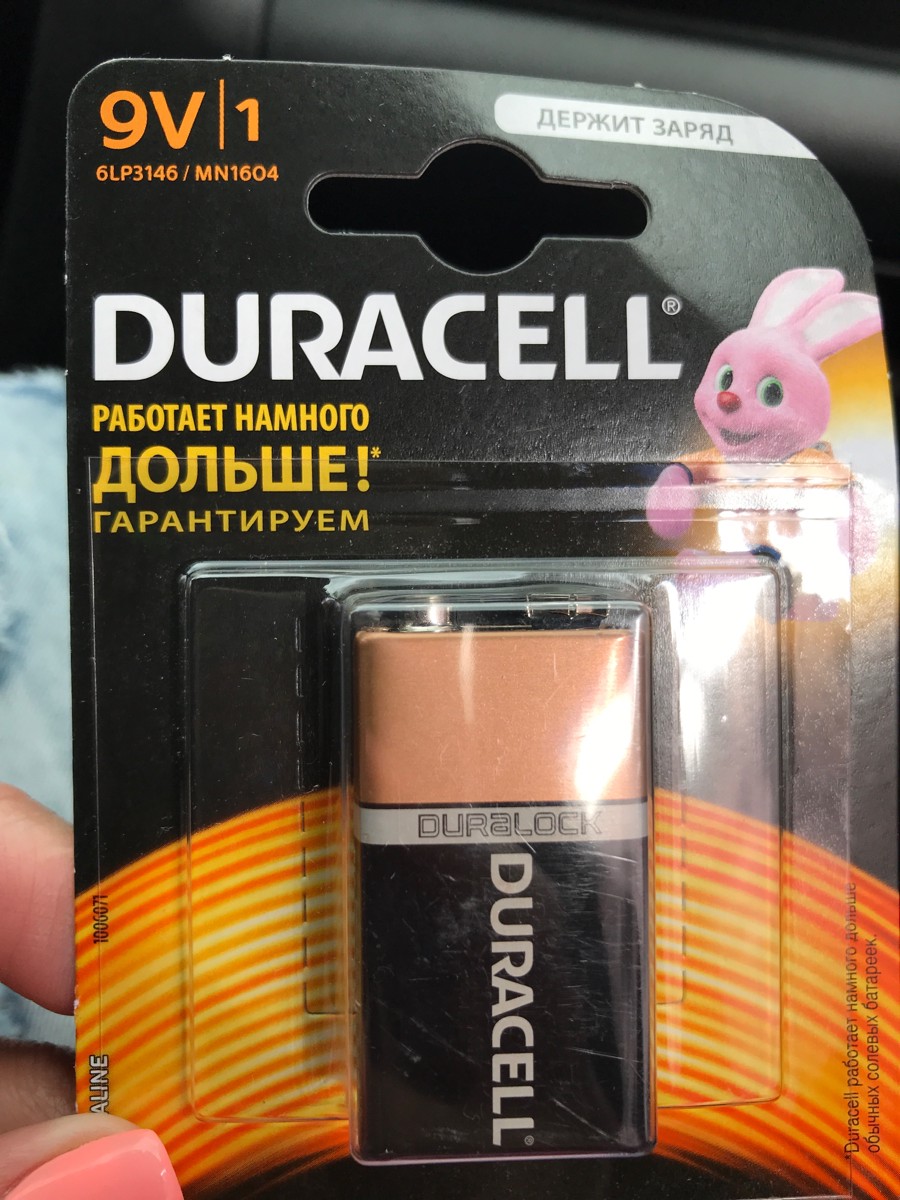 9V|1
6LP3146 / MN1604
ДЕРЖИТ ЗАРЯД
DURACELL®
РАБОТАЕТ НАМНОГО
ДОЛЬШЕ!*
ГАРАНТИРУЕМ
DURALOCK
DURACELL®
1006071
ALINE
*Duracell работает намного дольше
обычных солевых батареек.